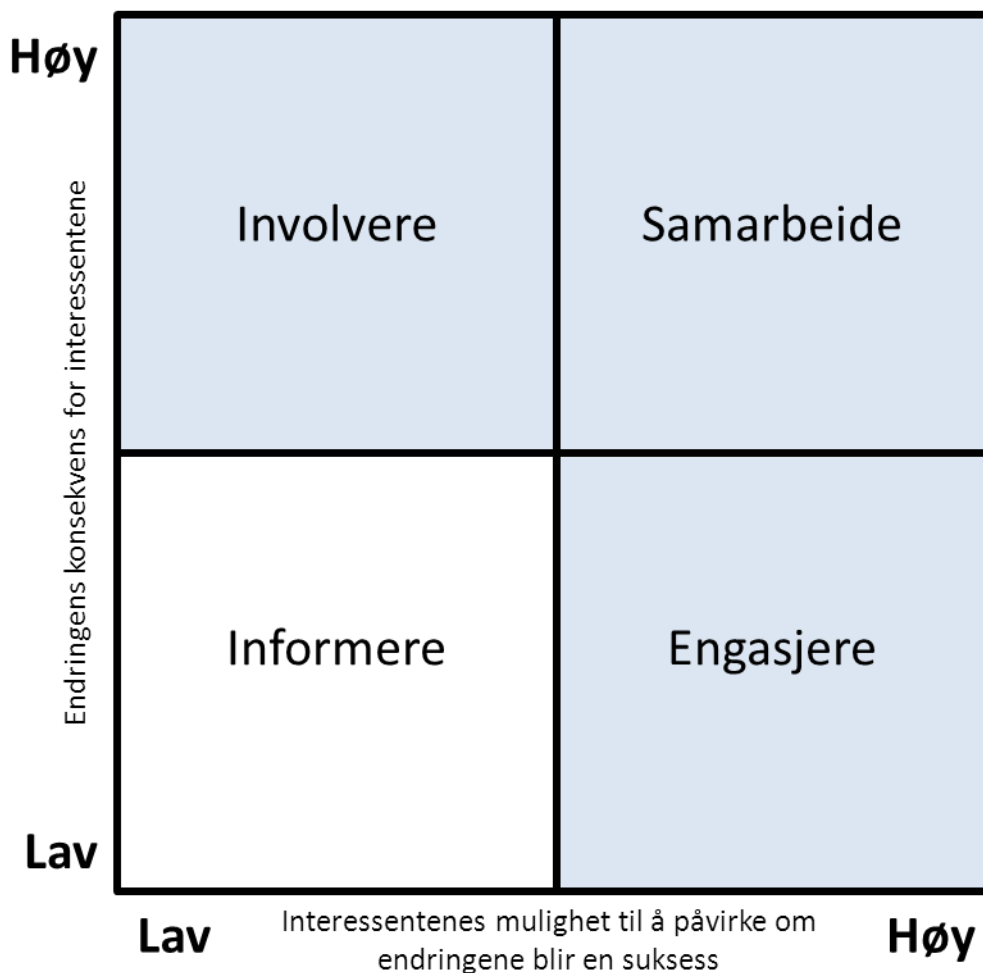 Høy
Endringens konsekvens for interessentene
Involvere
Samarbeide
Informere
Engasjere
Lav
Lav
Interessentenes mulighet til å påvirke om
endringene blir en suksess
Høy